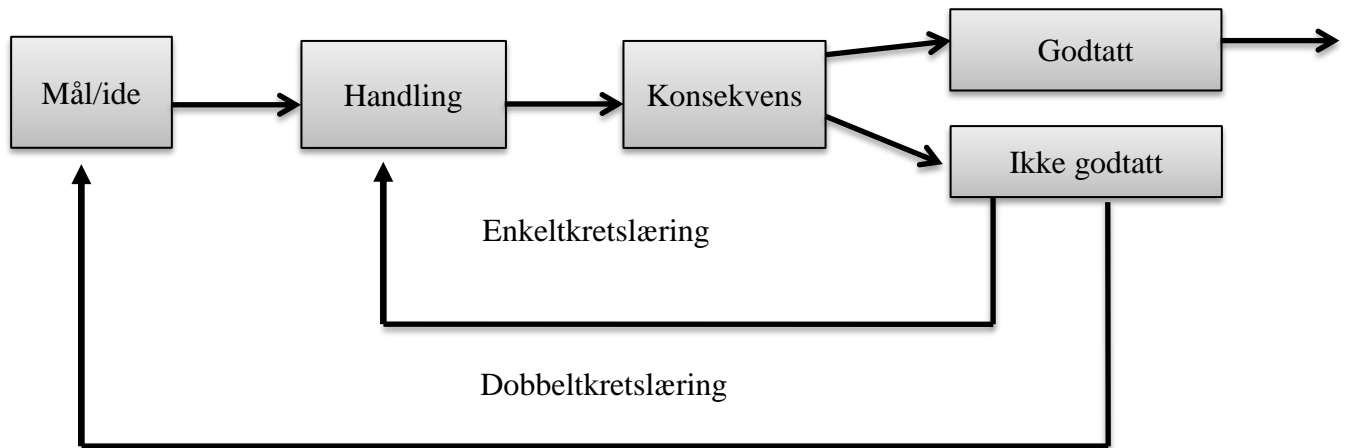 Mål/ide
Handling
Konsekvens
Godtatt
Ikke godtatt
Enkeltkretslæring
Dobbeltkretslæring